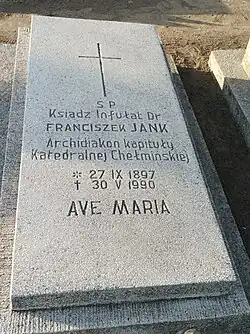 S P
Ksiądz Infułat Dr
FRANCISZEK JANK
Archidiakon kapituły
Katedralnej Chełmińskiej
* 27 IX 1897
† 30 V 1990
AVE MARIA